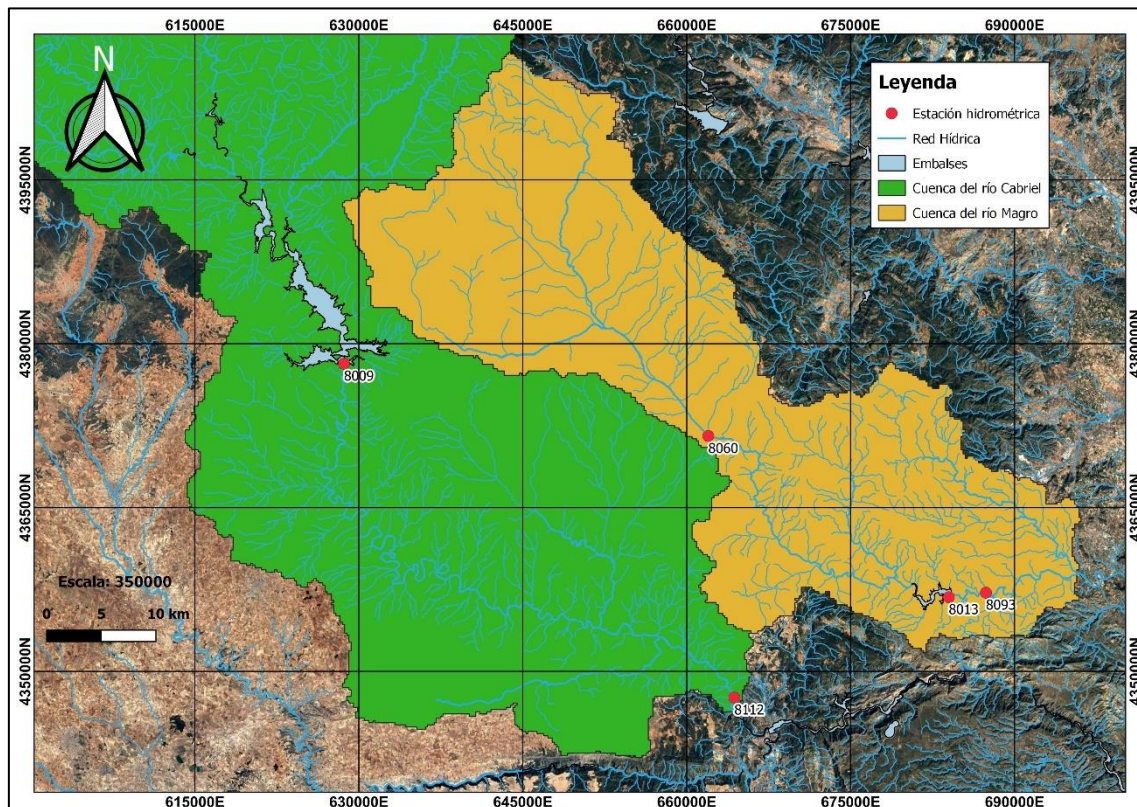 615000E 630000E 645000E 660000E 675000E 690000E
N
Leyenda
Estación hidrométrica
Red Hídrica
Embalses
Cuenca del río Cabriel
Cuenca del río Magro
4395000N 4395000N
4380000N 4380000N
8009
8060
4365000N 4365000N
Escala: 350000
0 5 10 km
8013
8093
4350000N 4350000N
8112
615000E 630000E 645000E 660000E 675000E 690000E